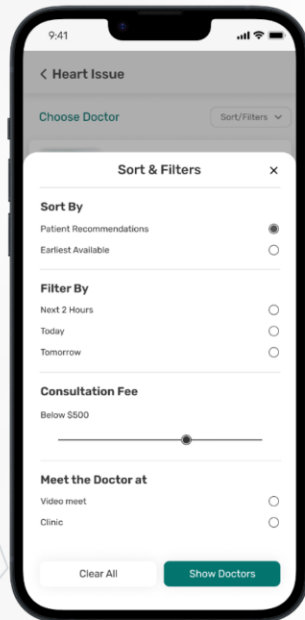 9:41
Heart Issue
Choose Doctor
Sort/Filters
Sort & Filters
Sort By
Patient Recommendations
Earliest Available
Filter By
Next 2 Hours
Today
Tomorrow
Consultation Fee
Below $500
Meet the Doctor at
Video meet
Clinic
Clear All
Show Doctors